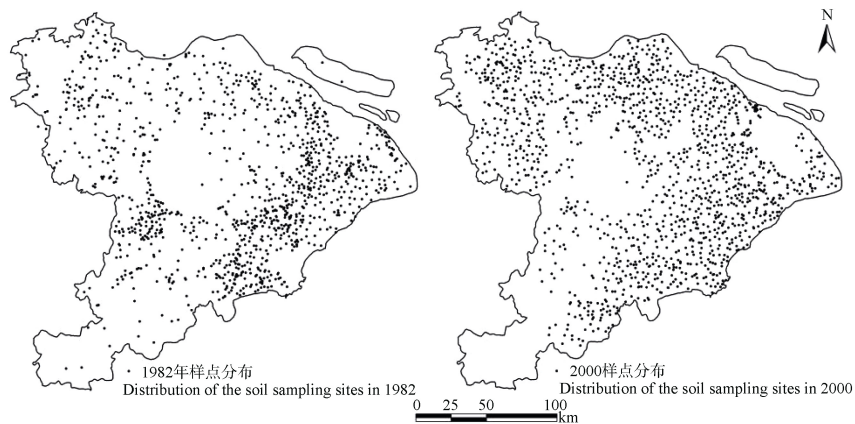 N
1982年样点分布
Distribution of the soil sampling sites in 1982
2000样点分布
Distribution of the soil sampling sites in 2000
0 25 50 100
km